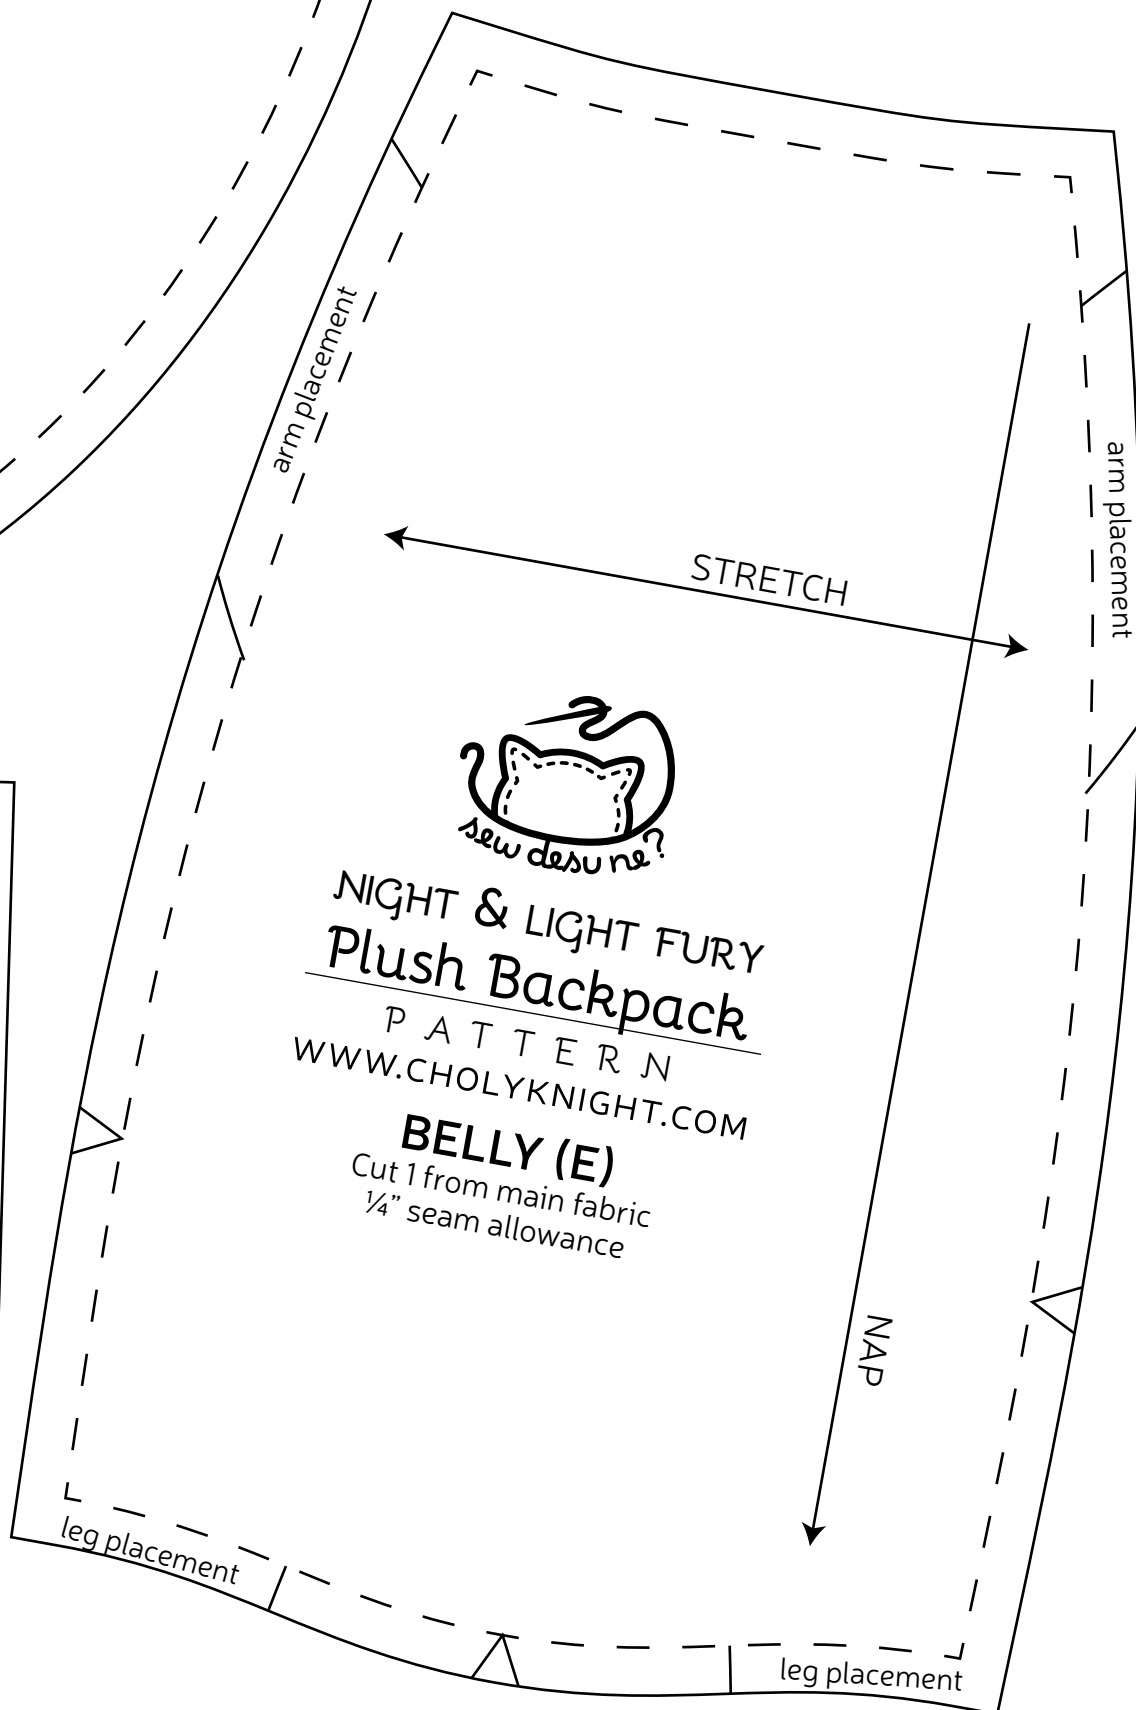 arm placement
arm placement
STRETCH
sew desu ne?
NIGHT & LIGHT FURY
Plush Backpack
PATTERN
WWW.CHOLYKNIGHT.COM
BELLY (E)
Cut 1 from main fabric
¼” seam allowance
NAP
leg placement
leg placement